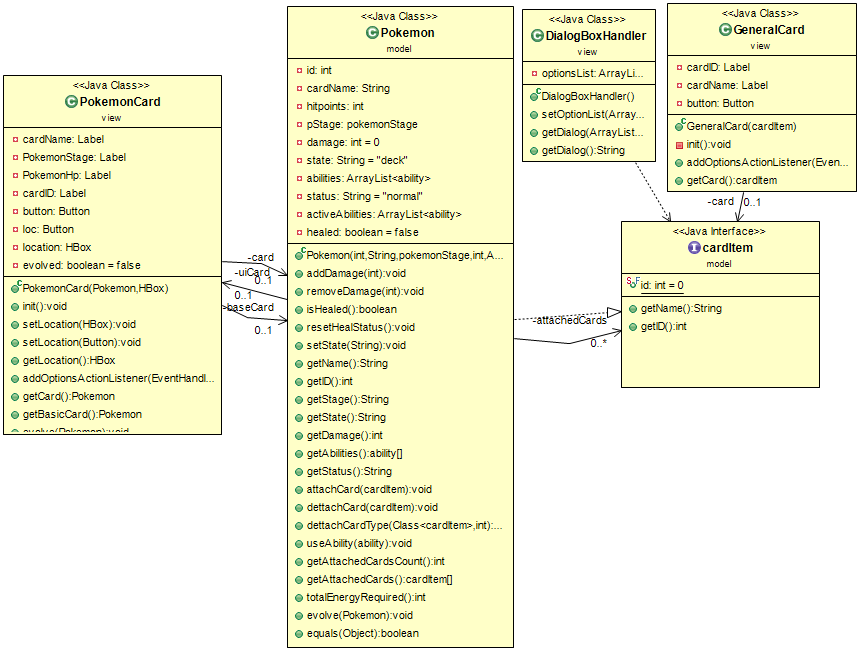 <<Java Class>>
PokemonCard
view
cardName: Label
PokemonStage: Label
PokemonHp: Label
cardID: Label
button: Button
loc: Button
location: HBox
evolved: boolean = false
PokemonCard(Pokemon,HBox)
init():void
setLocation(HBox):void
setLocation(Button):void
getLocation():HBox
addOptionsActionListener(EventHandl...
getCard():Pokemon
getBasicCard():Pokemon
evolve(Pokemon):void
-card
0..1
-uiCard
0..1
-baseCard
0..1
<<Java Class>>
Pokemon
model
id: int
cardName: String
hitpoints: int
pStage: pokemonStage
damage: int = 0
state: String = "deck"
abilities: ArrayList<ability>
status: String = "normal"
activeAbilities: ArrayList<ability>
healed: boolean = false
Pokemon(int,String,pokemonStage,int,A...
addDamage(int):void
removeDamage(int):void
isHealed():boolean
resetHealStatus():void
setState(String):void
getName():String
getID():int
getStage():String
getState():String
getDamage():int
getAbilities():ability[]
getStatus():String
attachCard(cardItem):void
dettachCard(cardItem):void
dettachCardType(Class<cardItem>,int):...
useAbility(ability):void
getAttachedCardsCount():int
getAttachedCards():cardItem[]
totalEnergyRequired():int
evolve(Pokemon):void
equals(Object):boolean
-attachedCards
0..*
<<Java Class>>
DialogBoxHandler
view
optionsList: ArrayLi...
DialogBoxHandler()
setOptionList(Array...
getDialog(ArrayList...
getDialog():String
<<Java Class>>
GeneralCard
view
cardID: Label
cardName: Label
button: Button
GeneralCard(cardItem)
init():void
addOptionsActionListener(Even...
getCard():cardItem
-card
0..1
<<Java Interface>>
cardItem
model
id: int = 0
getName():String
getID():int